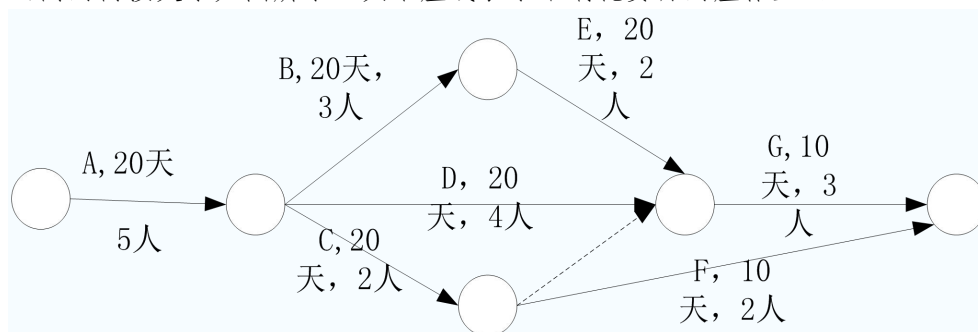 B,20天，
3人
E，20
天，2
人
A,20天
5人
D，20
天，4人
C,20
天，2人
G,10
天，3
人
F，10
天，2人